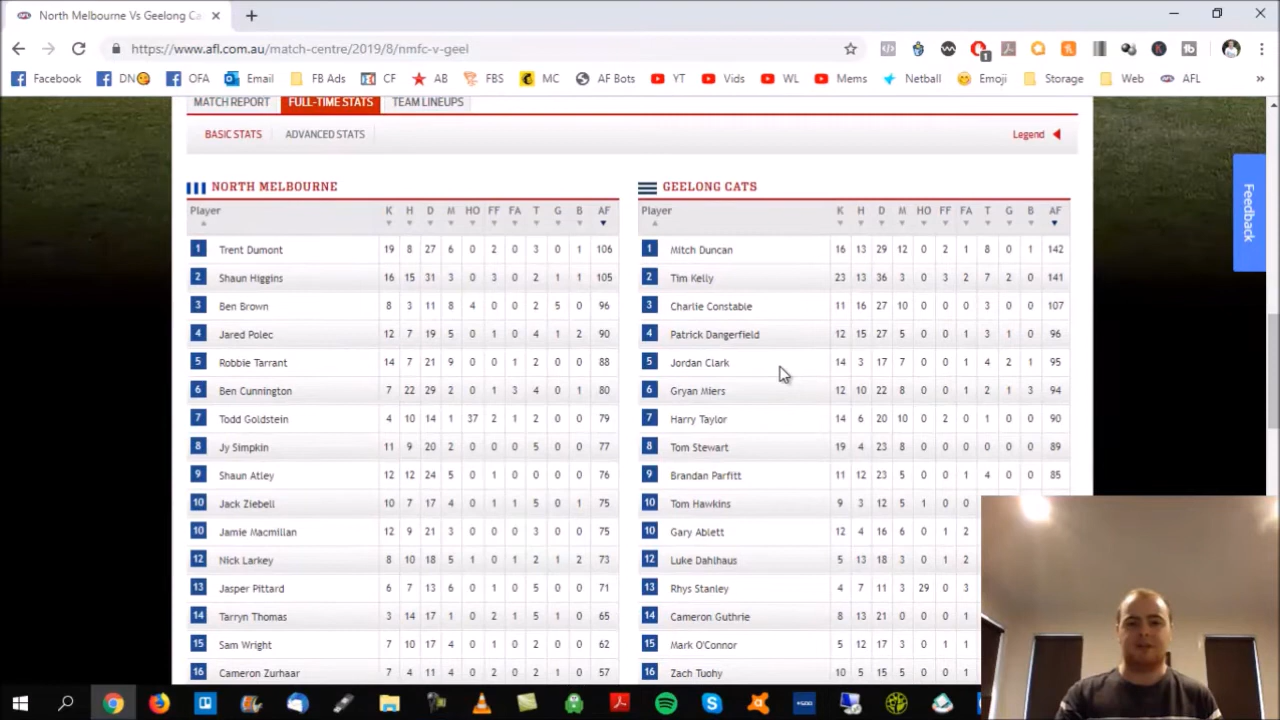 North Melbourne Vs Geelong Ca
https://www.afl.com.au/match-centre/2019/8/nmfc-v-geel
Facebook DN OFA Email FB Ads CF AB FBS MC AF Bots YT Vids WL Mems Netball Emoji Storage Web AFL »
MATCH REPORT FULL-TIME STATS TEAM LINEUPS
BASIC STATS ADVANCED STATS Legend
Feedback
NORTH MELBOURNE
Player K H D M HO FF FA T G B AF
1 Trent Dumont 19 8 27 6 0 2 0 3 0 1 106
2 Shaun Higgins 16 15 31 3 0 3 0 2 1 1 105
3 Ben Brown 8 3 11 8 4 0 0 2 5 0 96
4 Jared Polec 12 7 19 5 0 1 0 4 1 2 90
5 Robbie Tarrant 14 7 21 9 0 0 1 2 0 0 88
6 Ben Cunnington 7 22 29 2 0 1 3 4 0 1 80
7 Todd Goldstein 4 10 14 1 37 2 1 2 0 0 79
8 Jy Simpkin 11 9 20 2 0 0 0 5 0 0 77
9 Shaun Atley 12 12 24 5 0 1 0 0 0 0 76
10 Jack Ziebell 10 7 17 4 0 1 1 5 0 1 75
10 Jamie Macmillan 12 9 21 3 0 0 0 3 0 0 75
12 Nick Larkey 8 10 18 5 1 0 1 2 1 2 73
13 Jasper Pittard 6 7 13 6 0 1 0 5 0 0 71
14 Tarryn Thomas 3 14 17 1 0 2 1 5 0 0 65
15 Sam Wright 7 10 17 4 0 1 0 2 0 0 62
16 Cameron Zurhaar 7 4 11 4 0 0 0 2 2 0 57
GEELONG CATS
Player K H D M HO FF FA T G B AF
1 Mitch Duncan 16 13 29 12 0 2 1 8 0 1 142
2 Tim Kelly 23 13 36 3 0 3 2 7 2 0 141
3 Charlie Constable 11 16 27 10 0 0 0 3 0 0 107
4 Patrick Dangerfield 12 15 27 5 0 0 1 3 1 0 96
5 Jordan Clark 14 3 17 7 0 0 1 4 2 1 95
6 Gryan Miers 12 10 22 8 0 0 1 2 1 3 94
7 Harry Taylor 14 6 20 10 0 2 0 1 0 0 90
8 Tom Stewart 19 4 23 8 0 0 0 0 0 0 89
9 Brandan Parfitt 11 12 23 5 0 0 1 4 0 0 85
10 Tom Hawkins 9 3 12 5 1 0 0
10 Gary Ablett 12 4 16 6 0 1 2
12 Luke Dahlhaus 5 13 18 3 0 1 2
13 Rhys Stanley 4 7 11 3 29 0 3
14 Cameron Guthrie 8 13 21 0 0 0 1
15 Mark O'Connor 5 12 17 3 0 1 1
16 Zach Tuohy 10 5 15 5 0 0 1